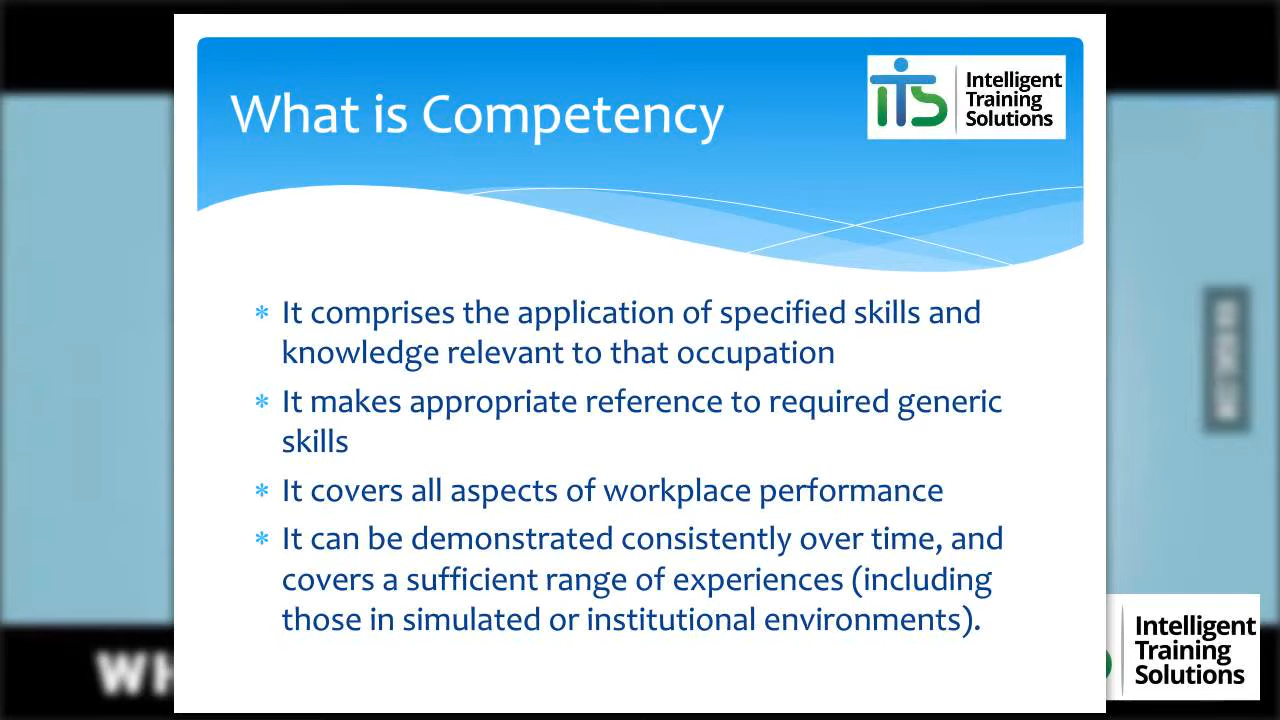 What is Competency
iTS
Intelligent
Training
Solutions
* It comprises the application of specified skills and
knowledge relevant to that occupation
* It makes appropriate reference to required generic
skills
* It covers all aspects of workplace performance
* It can be demonstrated consistently over time, and
covers a sufficient range of experiences (including
those in simulated or institutional environments).
WH
Intelligent
Training
Solutions